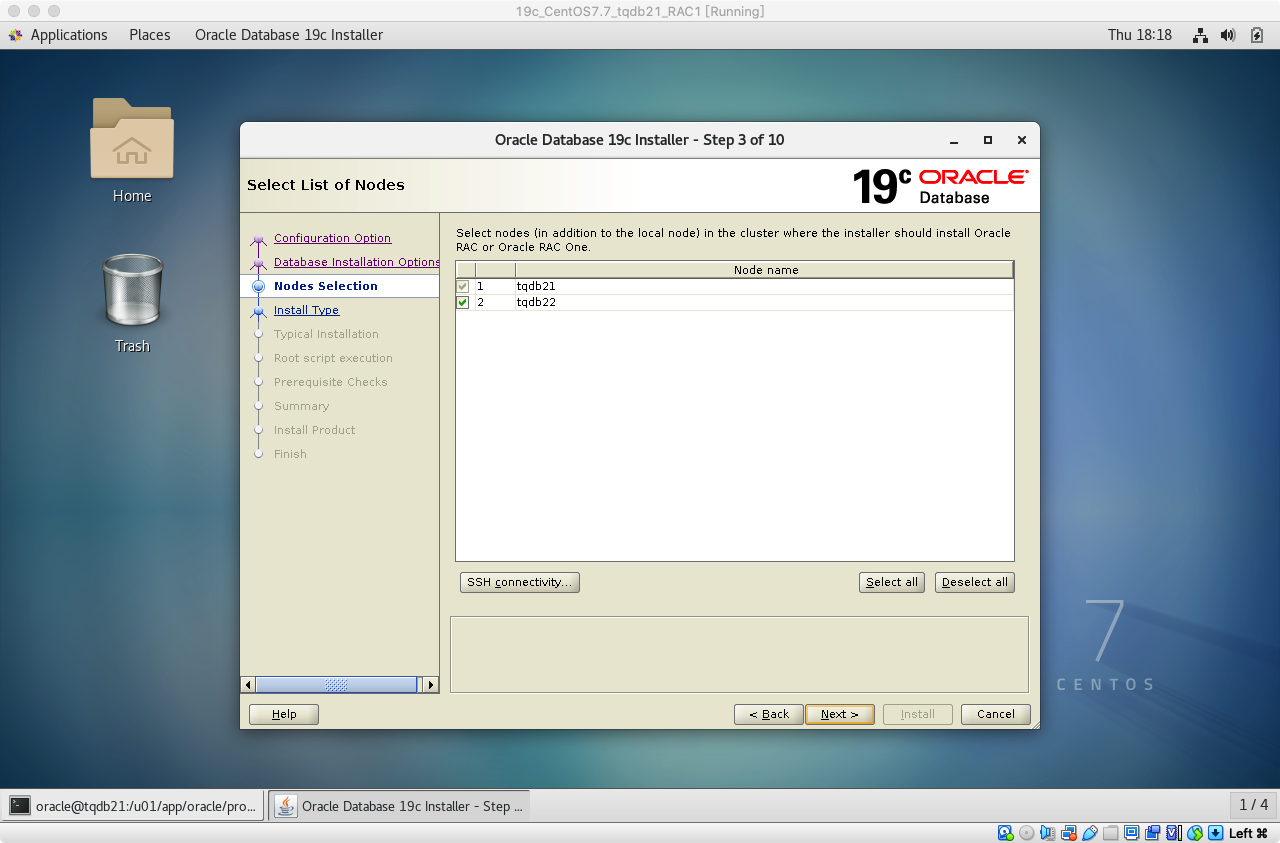 19c_CentOS7.7_tqdb21_RAC1 [Running]
Applications Places Oracle Database 19c Installer Thu 18:18
Home
Trash
Oracle Database 19c Installer - Step 3 of 10
Select List of Nodes
19c ORACLE
Database
Configuration Option
Database Installation Options
Nodes Selection
Install Type
Typical Installation
Root script execution
Prerequisite Checks
Summary
Install Product
Finish
Select nodes (in addition to the local node) in the cluster where the installer should install Oracle
RAC or Oracle RAC One.
Node name
1 tqdb21
2 tqdb22
SSH connectivity... Select all Deselect all
Help < Back Next > Install Cancel
7
CENTOS
oracle@tqdb21:/u01/app/oracle/pro... Oracle Database 19c Installer - Step ... 1 / 4
Left ⌘